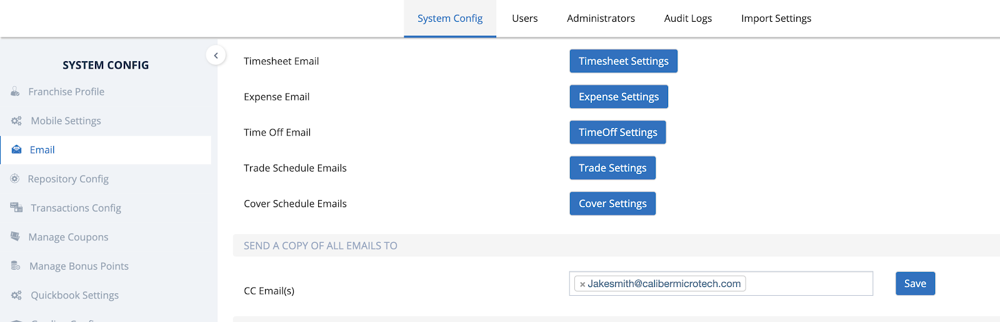 System Config
Users
Administrators
Audit Logs
Import Settings
SYSTEM CONFIG
Franchise Profile
Mobile Settings
Email
Repository Config
Transactions Config
Manage Coupons
Manage Bonus Points
Quickbook Settings
Timesheet Email
Timesheet Settings
Expense Email
Expense Settings
Time Off Email
TimeOff Settings
Trade Schedule Emails
Trade Settings
Cover Schedule Emails
Cover Settings
SEND A COPY OF ALL EMAILS TO
CC Email(s)
× Jakesmith@calibermicrotech.com
Save